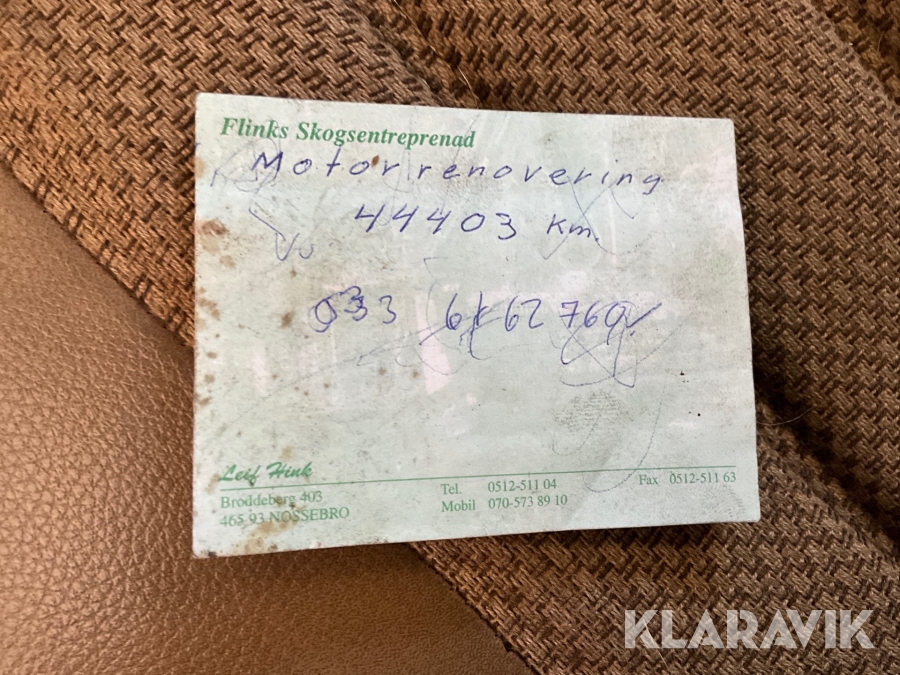 Flinks Skogsentreprenad
Motorrenovering
44403 km.
Leif Flink
Broddeberg 403
465 93 NOSSEBRO
Tel. 0512-511 04
Mobil 070-573 89 10
Fax 0512-511 63
KLARAVIK